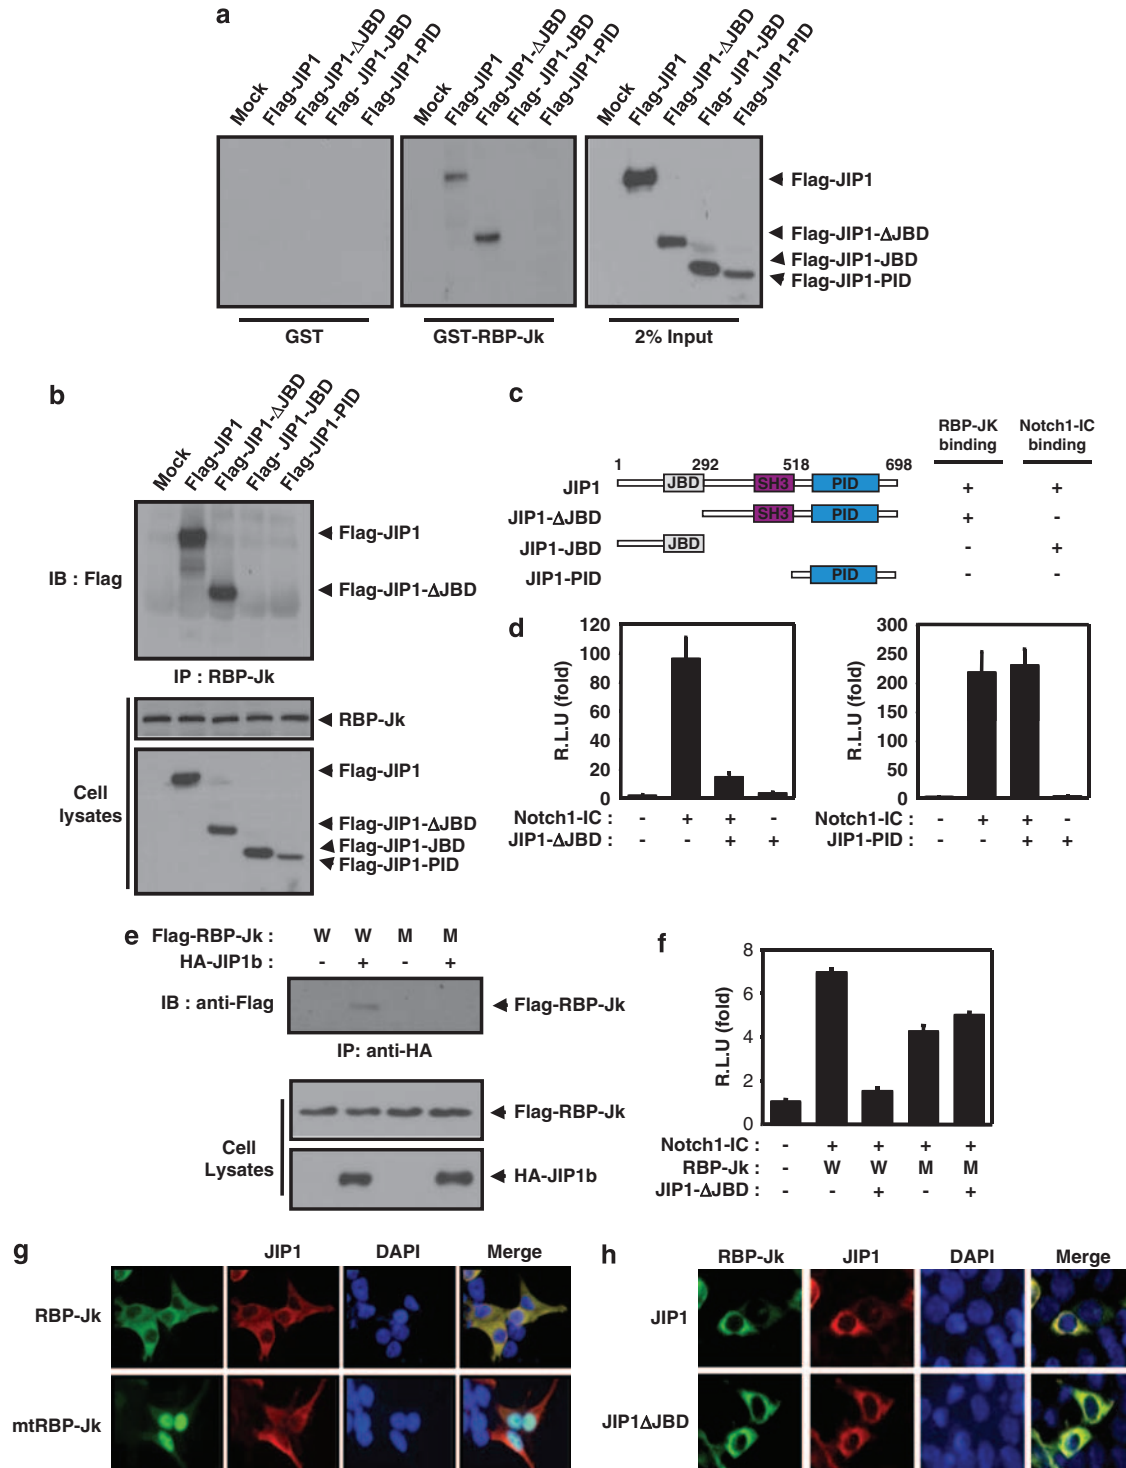 a
Mock
Flag-JIP1
Flag-JIP1-ΔJBD
Flag- JIP1-JBD
Flag-JIP1-PID
Mock
Flag-JIP1
Flag-JIP1-ΔJBD
Flag- JIP1-JBD
Flag-JIP1-PID
Mock
Flag-JIP1
Flag-JIP1-ΔJBD
Flag- JIP1-JBD
Flag-JIP1-PID
Flag-JIP1
Flag-JIP1-ΔJBD
Flag-JIP1-JBD
Flag-JIP1-PID
GST
GST-RBP-Jk
2% Input
b
Mock
Flag-JIP1
Flag-JIP1-ΔJBD
Flag- JIP1-JBD
Flag-JIP1-PID
IB : Flag
Flag-JIP1
Flag-JIP1-ΔJBD
IP : RBP-Jk
RBP-Jk
Cell lysates
Flag-JIP1
Flag-JIP1-ΔJBD
Flag-JIP1-JBD
Flag-JIP1-PID
c
RBP-JK binding
Notch1-IC binding
1 292 518 698
JIP1 JBD SH3 PID + +
JIP1-ΔJBD SH3 PID + -
JIP1-JBD JBD - +
JIP1-PID PID - -
d
R.L.U (fold)
120
100
80
60
40
20
0
Notch1-IC : - + + -
JIP1-ΔJBD : - - + +
R.L.U (fold)
300
250
200
150
100
50
0
Notch1-IC : - + + -
JIP1-PID : - - + +
e
Flag-RBP-Jk : W W M M
HA-JIP1b : - + - +
IB : anti-Flag
Flag-RBP-Jk
IP: anti-HA
Cell Lysates
Flag-RBP-Jk
HA-JIP1b
f
R.L.U (fold)
8
6
4
2
0
Notch1-IC : - + + + +
RBP-Jk : - W W M M
JIP1-ΔJBD : - - + - +
g
JIP1 DAPI Merge
RBP-Jk
mtRBP-Jk
h
RBP-Jk JIP1 DAPI Merge
JIP1
JIP1ΔJBD